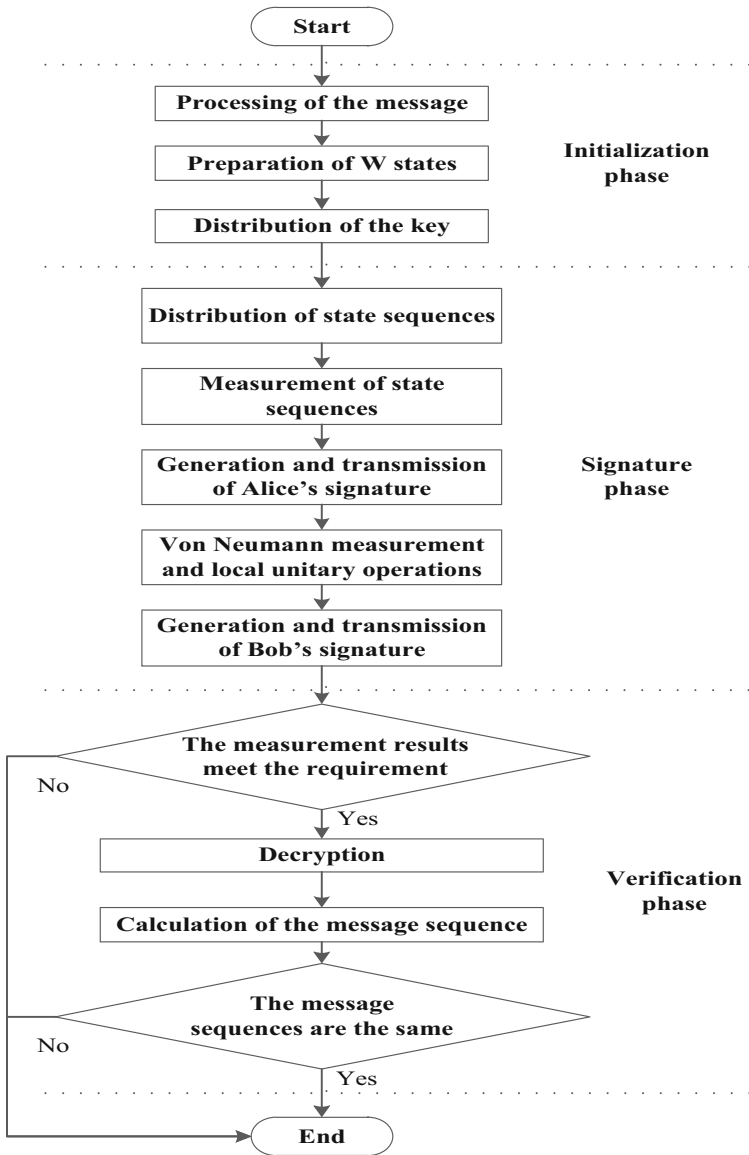 Start
Processing of the message
Preparation of W states
Distribution of the key
Initialization
phase
Distribution of state sequences
Measurement of state
sequences
Generation and transmission
of Alice's signature
Von Neumann measurement
and local unitary operations
Generation and transmission
of Bob's signature
Signature
phase
The measurement results
meet the requirement
No
Yes
Decryption
Calculation of the message sequence
Verification
phase
The message
sequences are the same
No
Yes
End